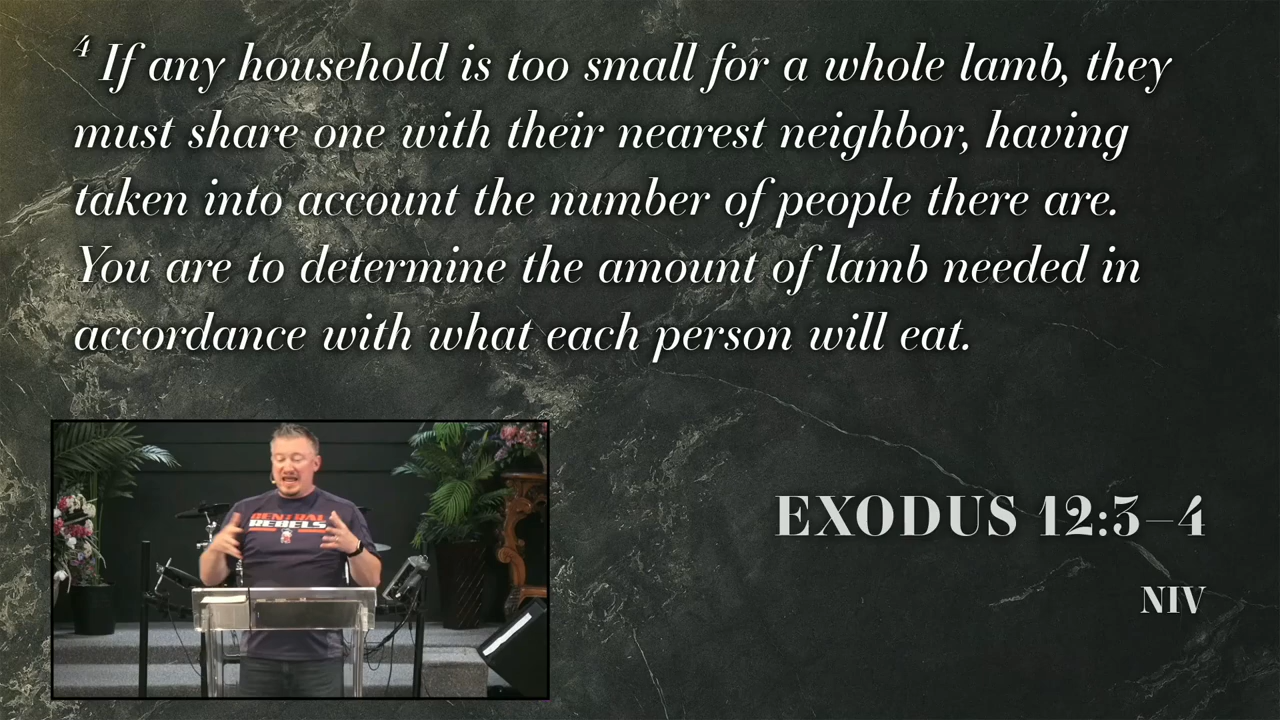 4 If any household is too small for a whole lamb, they
must share one with their nearest neighbor, having
taken into account the number of people there are.
You are to determine the amount of lamb needed in
accordance with what each person will eat.
CENTRAL
REBELS
EXODUS 12:3–4
NIV